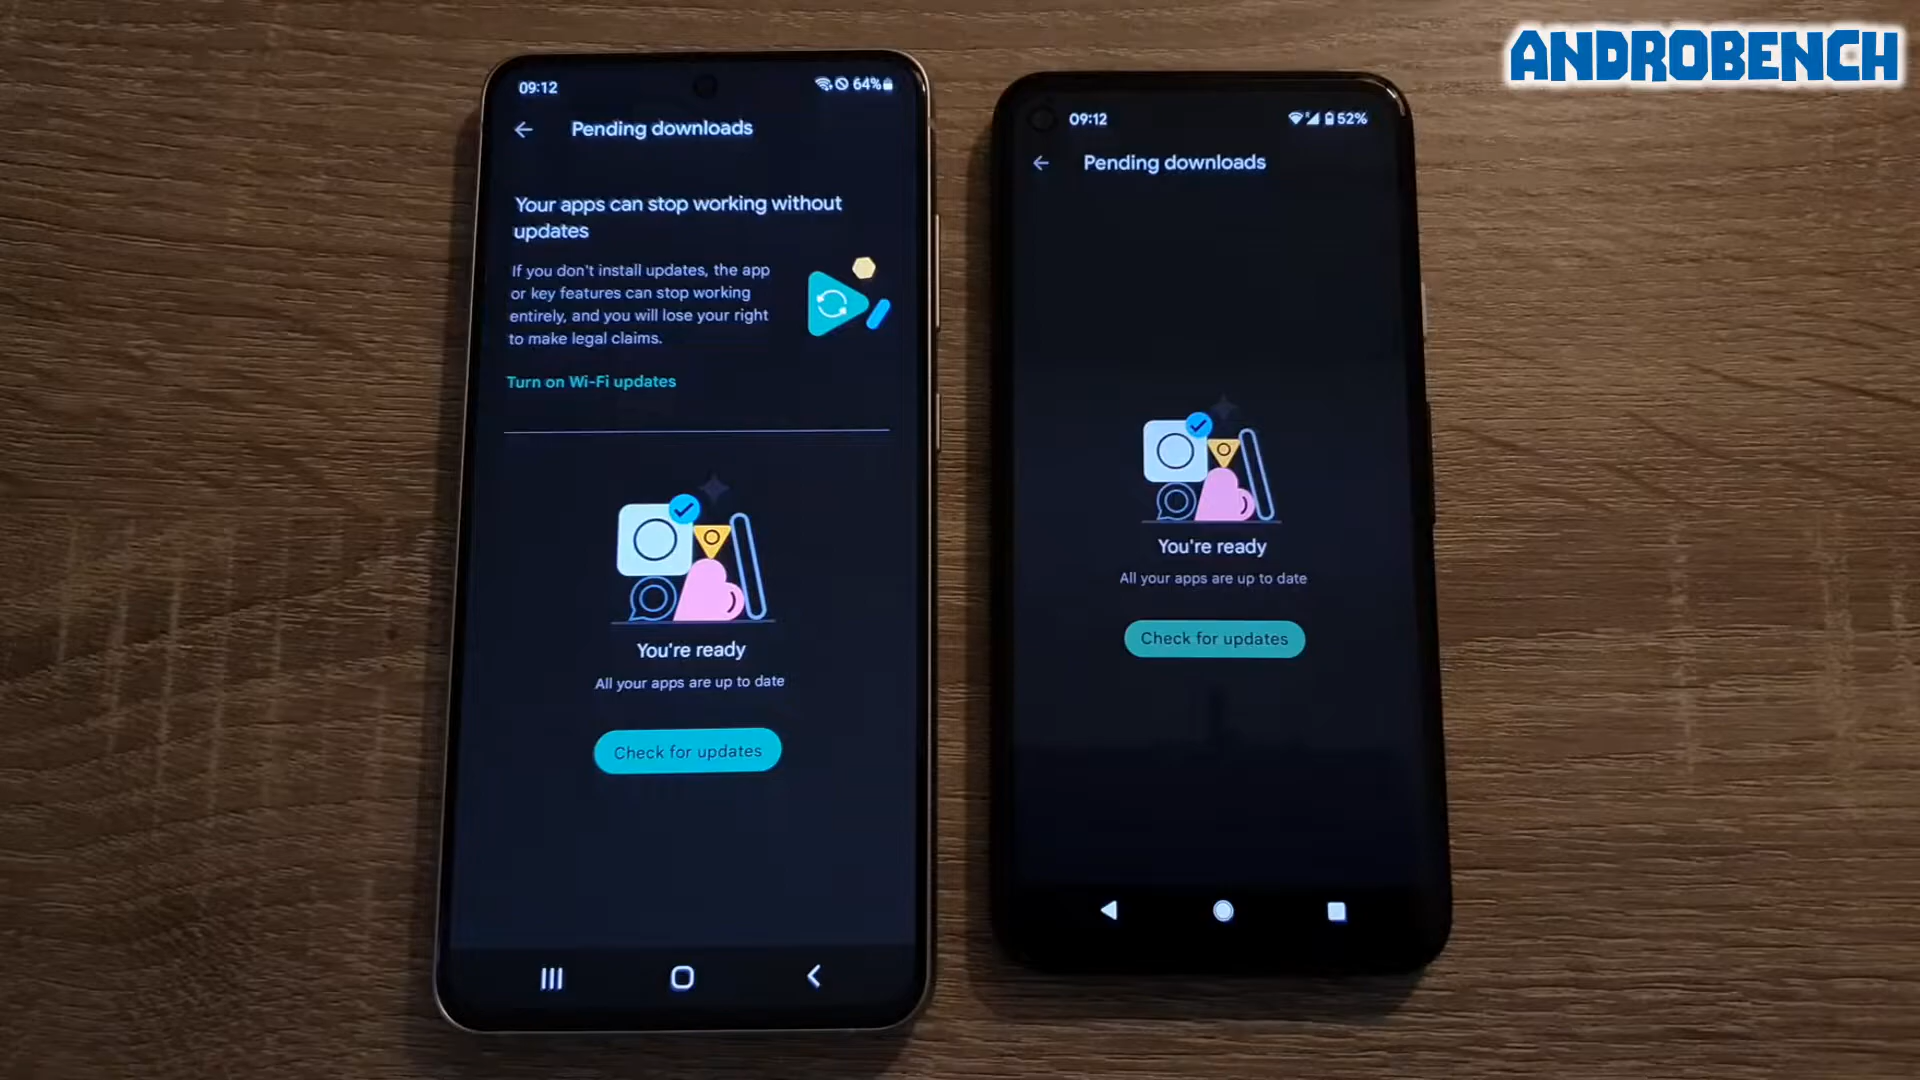 ANDROBENCH
09:12
64%
Pending downloads
Your apps can stop working without
updates
If you don't install updates, the app
or key features can stop working
entirely, and you will lose your right
to make legal claims.
Turn on Wi-Fi updates
You're ready
All your apps are up to date
Check for updates
09:12
52%
Pending downloads
You're ready
All your apps are up to date
Check for updates